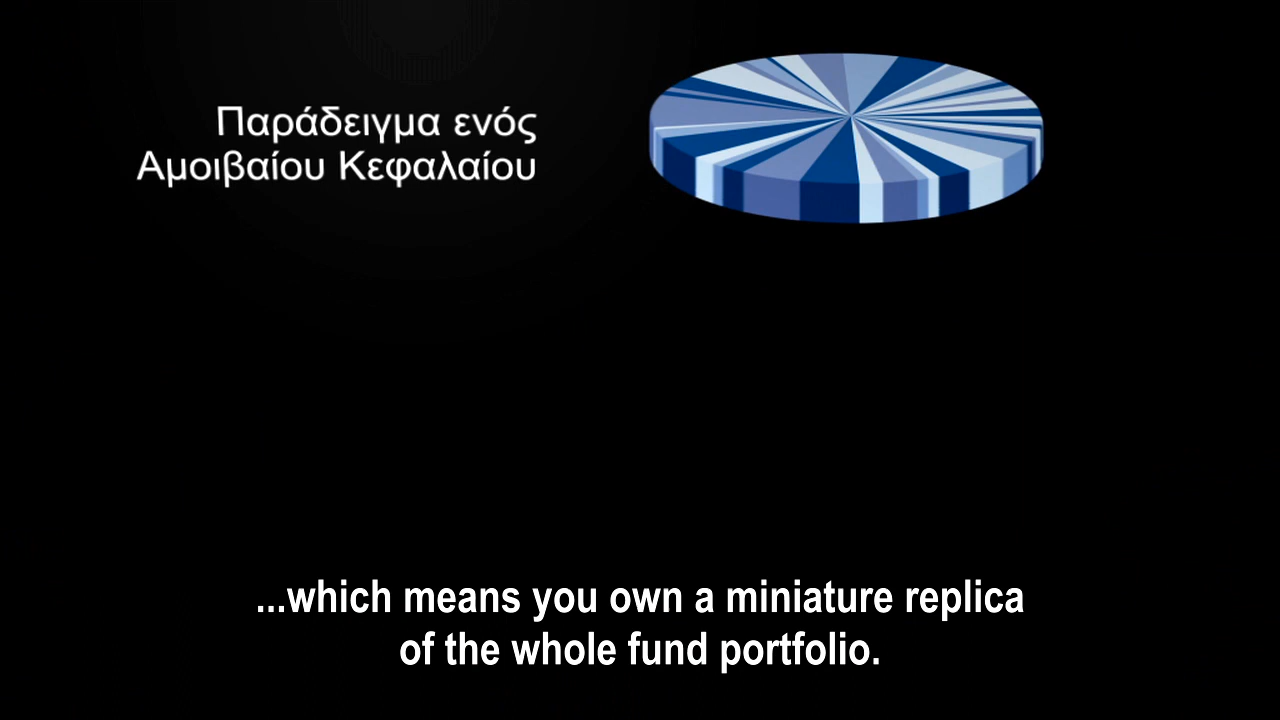 Παράδειγμα ενός
Αμοιβαίου Κεφαλαίου
...which means you own a miniature replica
of the whole fund portfolio.